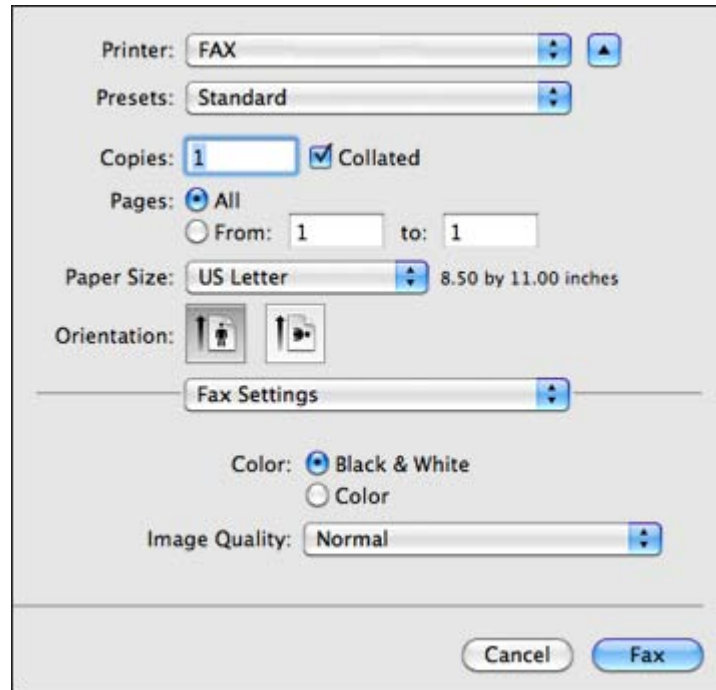 Printer: FAX
Presets: Standard
Copies: 1 Collated
Pages: All
From: 1 to: 1
Paper Size: US Letter 8.50 by 11.00 inches
Orientation:
Fax Settings
Color: Black & White
Color
Image Quality: Normal
Cancel Fax